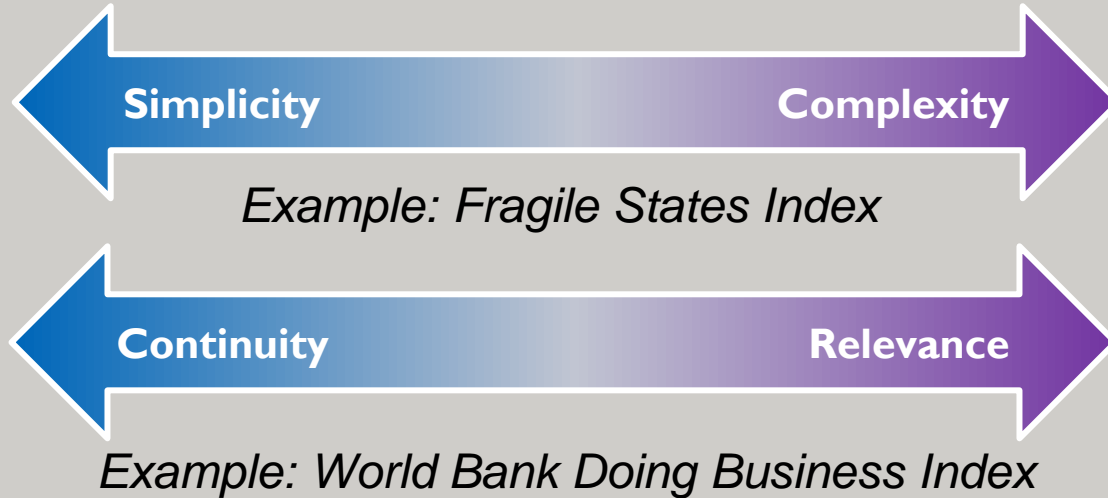 Simplicity Complexity
Example: Fragile States Index
Continuity Relevance
Example: World Bank Doing Business Index